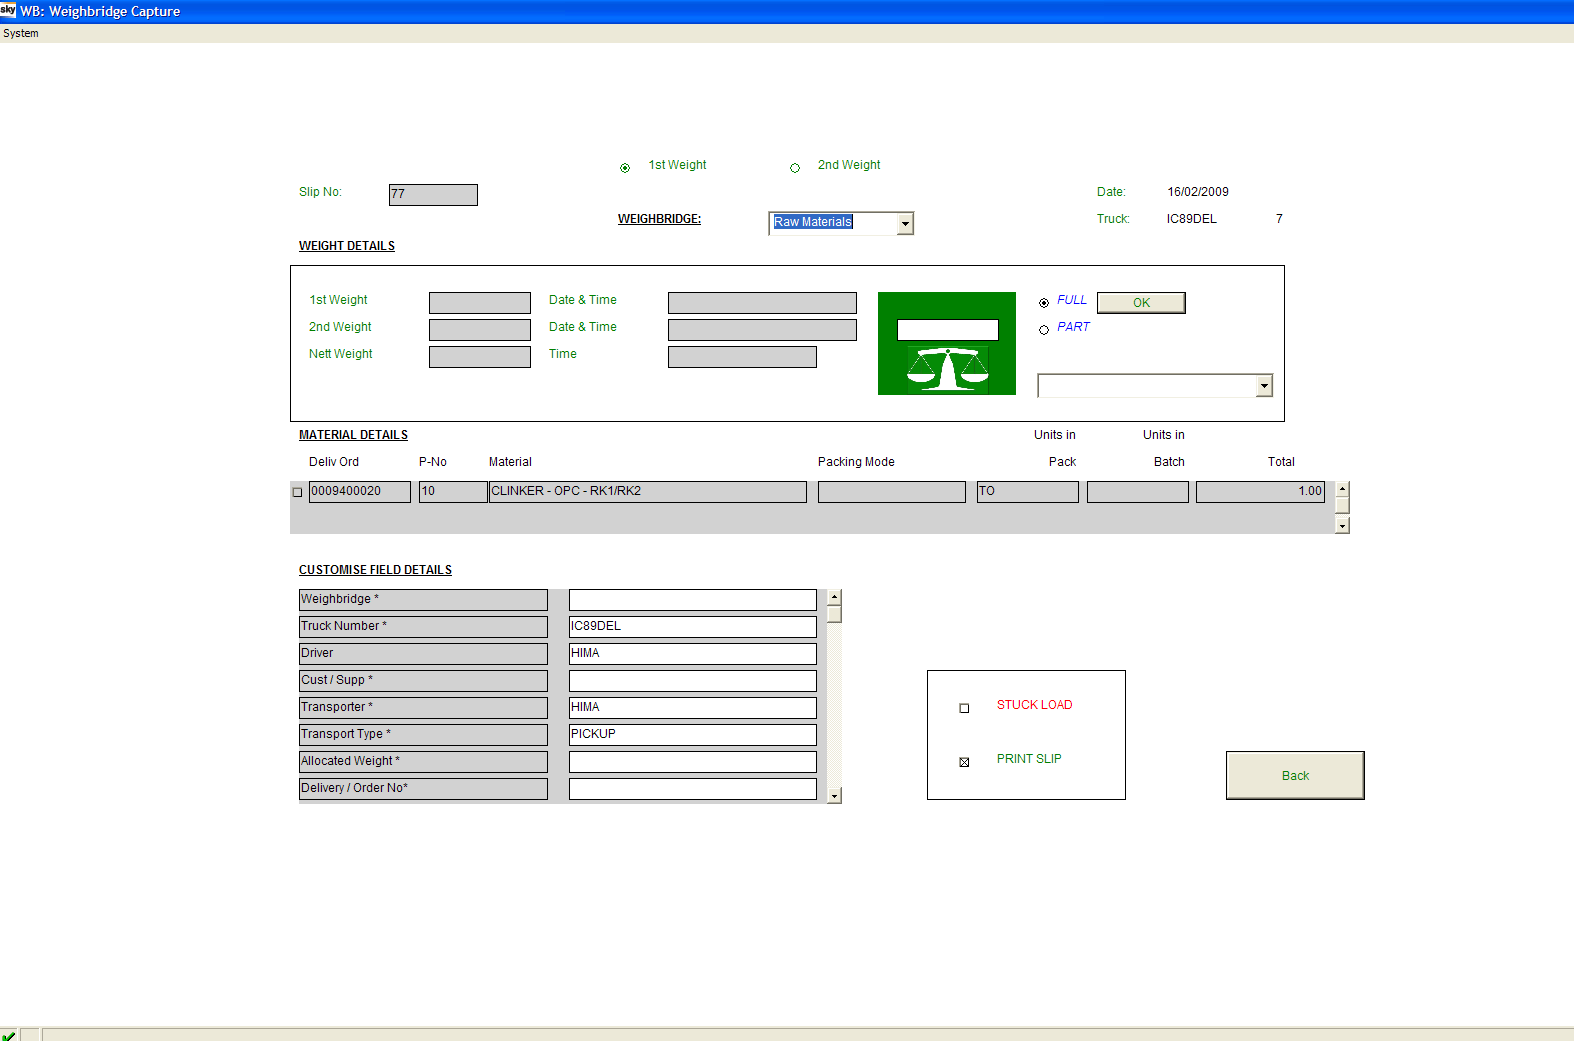 sky WB: Weighbridge Capture
System
1st Weight 2nd Weight
Slip No: 77 Date: 16/02/2009
WEIGHBRIDGE: Raw Materials Truck: IC89DEL 7
WEIGHT DETAILS
1st Weight Date & Time FULL OK
2nd Weight Date & Time PART
Nett Weight Time
MATERIAL DETAILS Units in Units in
Deliv Ord P-No Material Packing Mode Pack Batch Total
0009400020 10 CLINKER - OPC - RK1/RK2 TO 1.00
CUSTOMISE FIELD DETAILS
Weighbridge *
Truck Number * IC89DEL
Driver HIMA
Cust / Supp *
Transporter * HIMA
Transport Type * PICKUP
Allocated Weight *
Delivery / Order No*
STUCK LOAD
PRINT SLIP
Back